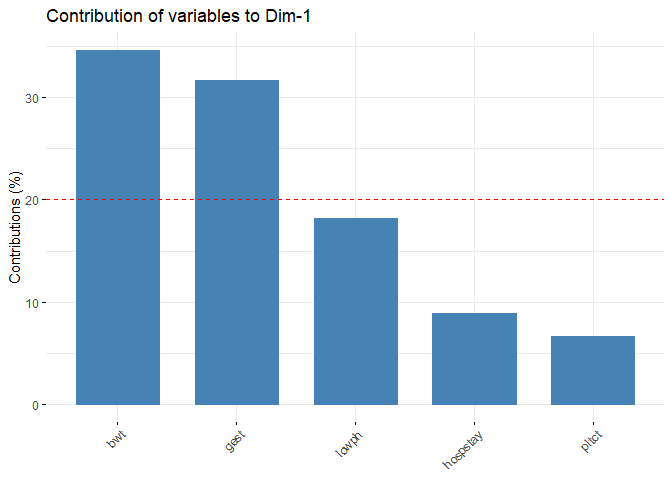 Contribution of variables to Dim-1
Contributions (%)
30
20
10
0
bwt
gest
lowph
hospstay
pltct